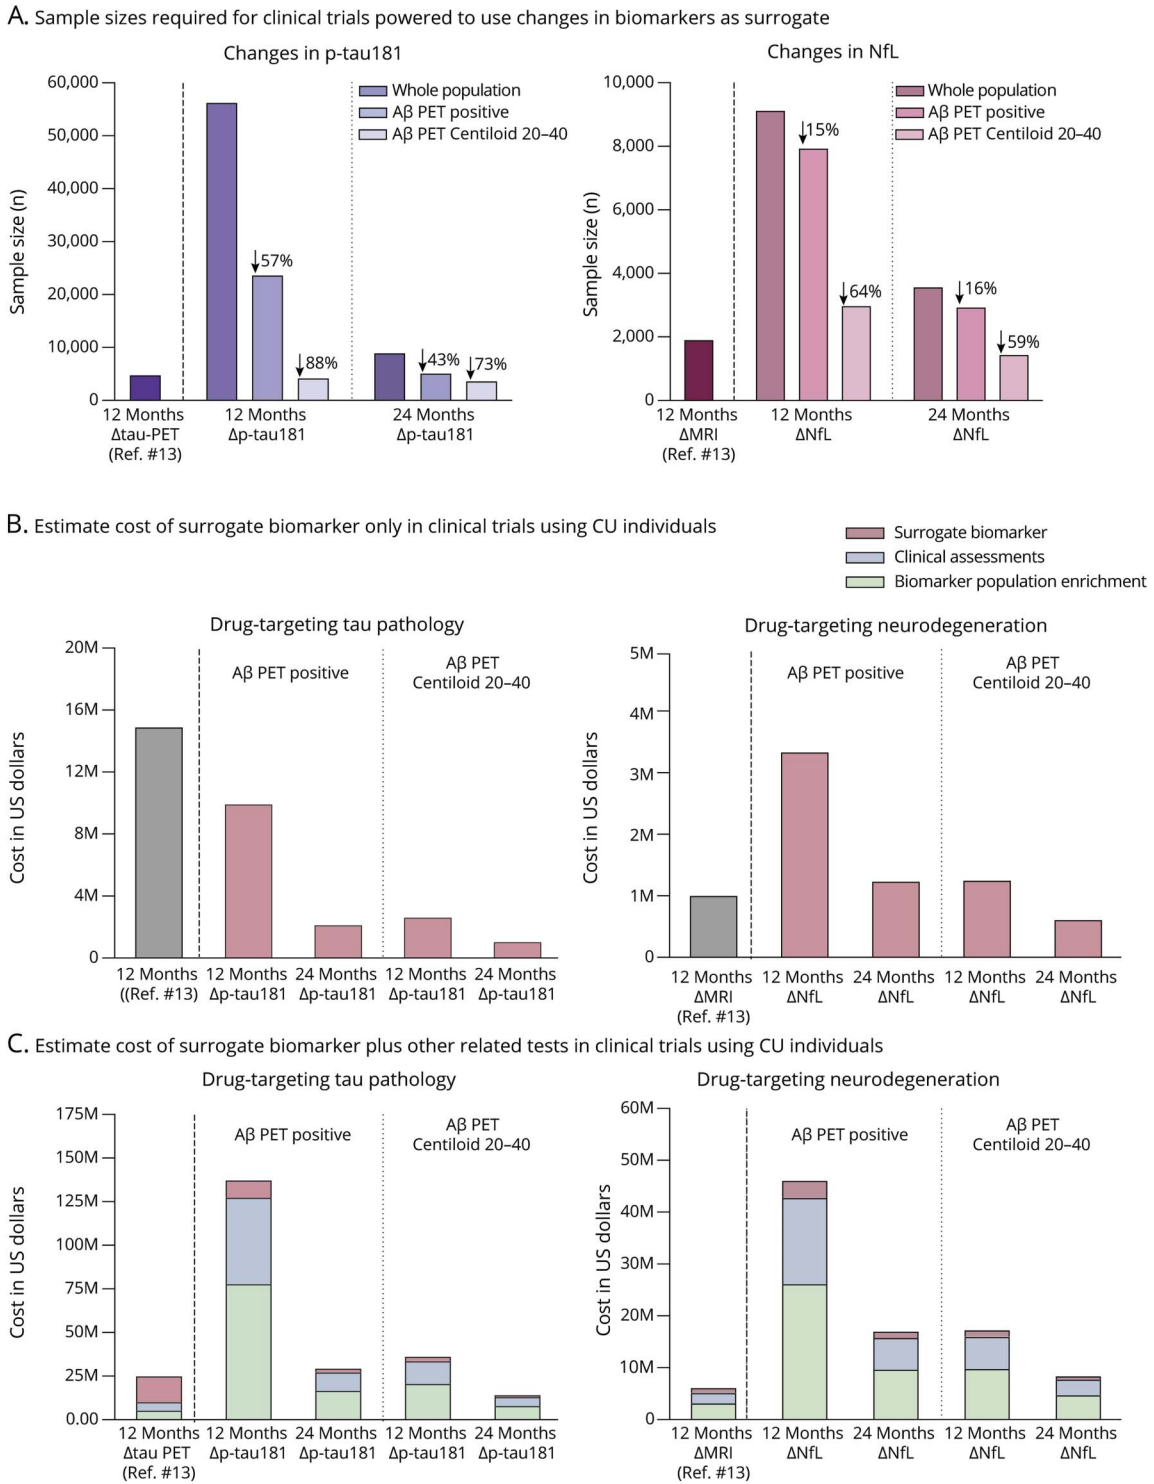 A. Sample sizes required for clinical trials powered to use changes in biomarkers as surrogate
Changes in p-tau181
60,000
50,000
40,000
30,000
20,000
10,000
0
Sample size (n)
Whole population
Aβ PET positive
Aβ PET Centiloid 20–40
↓57%
↓88%
↓43%
↓73%
12 Months
Δtau-PET
(Ref. #13)
12 Months
Δp-tau181
24 Months
Δp-tau181
Changes in NfL
10,000
8,000
6,000
4,000
2,000
0
Sample size (n)
Whole population
Aβ PET positive
Aβ PET Centiloid 20–40
↓15%
↓64%
↓16%
↓59%
12 Months
ΔMRI
(Ref. #13)
12 Months
ΔNfL
24 Months
ΔNfL
B. Estimate cost of surrogate biomarker only in clinical trials using CU individuals
Surrogate biomarker
Clinical assessments
Biomarker population enrichment
Drug-targeting tau pathology
20M
16M
12M
8M
4M
0
Cost in US dollars
Aβ PET positive
Aβ PET
Centiloid 20–40
12 Months
((Ref. #13)
12 Months
Δp-tau181
24 Months
Δp-tau181
12 Months
Δp-tau181
24 Months
Δp-tau181
Drug-targeting neurodegeneration
5M
4M
3M
2M
1M
0
Cost in US dollars
Aβ PET positive
Aβ PET
Centiloid 20–40
12 Months
ΔMRI
(Ref. #13)
12 Months
ΔNfL
24 Months
ΔNfL
12 Months
ΔNfL
24 Months
ΔNfL
C. Estimate cost of surrogate biomarker plus other related tests in clinical trials using CU individuals
Drug-targeting tau pathology
175M
150M
125M
100M
75M
50M
25M
0.00
Cost in US dollars
Aβ PET positive
Aβ PET
Centiloid 20–40
12 Months
Δtau PET
(Ref. #13)
12 Months
Δp-tau181
24 Months
Δp-tau181
12 Months
Δp-tau181
24 Months
Δp-tau181
Drug-targeting neurodegeneration
60M
50M
40M
30M
20M
10M
0
Cost in US dollars
Aβ PET positive
Aβ PET
Centiloid 20–40
12 Months
ΔMRI
(Ref. #13)
12 Months
ΔNfL
24 Months
ΔNfL
12 Months
ΔNfL
24 Months
ΔNfL